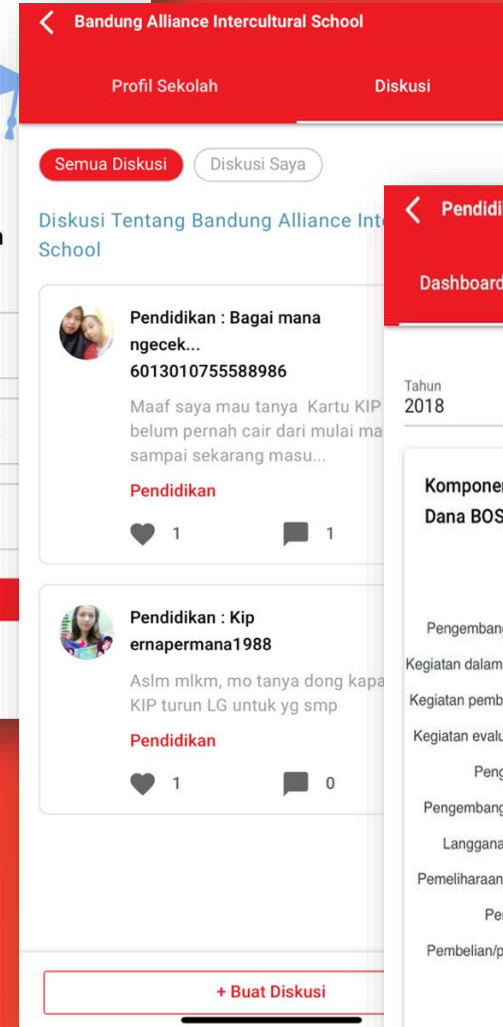 Bandung Alliance Intercultural School
Profil Sekolah
Diskusi
Semua Diskusi
Diskusi Saya
Diskusi Tentang Bandung Alliance Inte
School
Pendidikan : Bagai mana
ngecek...
6013010755588986
Maaf saya mau tanya Kartu KIP
belum pernah cair dari mulai ma
sampai sekarang masu...
Pendidikan
1
1
Pendidikan : Kip
ernapermana1988
Aslm mlkm, mo tanya dong kapa
KIP turun LG untuk yg smp
Pendidikan
1
0
+ Buat Diskusi
Pendidi
Dashboard
Tahun
2018
Kompone
Dana BOS
Pengemban
Kegiatan dalam
Kegiatan pemb
Kegiatan evalu
Peng
Pengembang
Langgana
Pemeliharaan
Pe
Pembelian/p